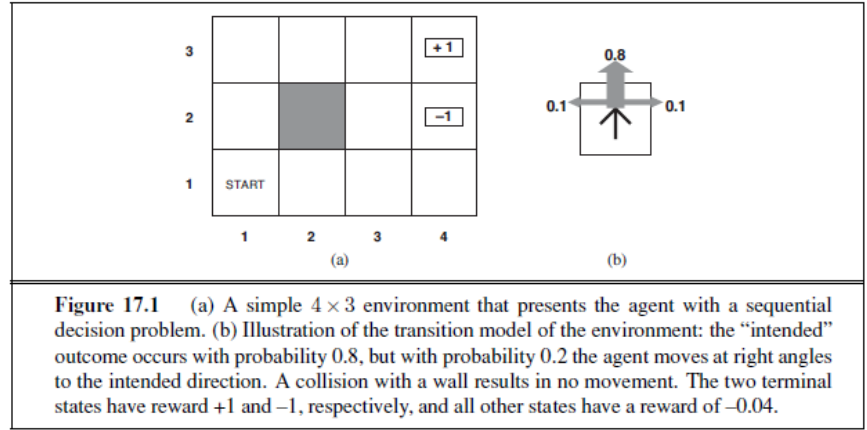 3
+ 1
0.8
0.1
0.1
2
–1
1
START
1 2 3 4
(a) (b)
Figure 17.1 (a) A simple 4 × 3 environment that presents the agent with a sequential
decision problem. (b) Illustration of the transition model of the environment: the “intended”
outcome occurs with probability 0.8, but with probability 0.2 the agent moves at right angles
to the intended direction. A collision with a wall results in no movement. The two terminal
states have reward +1 and –1, respectively, and all other states have a reward of –0.04.